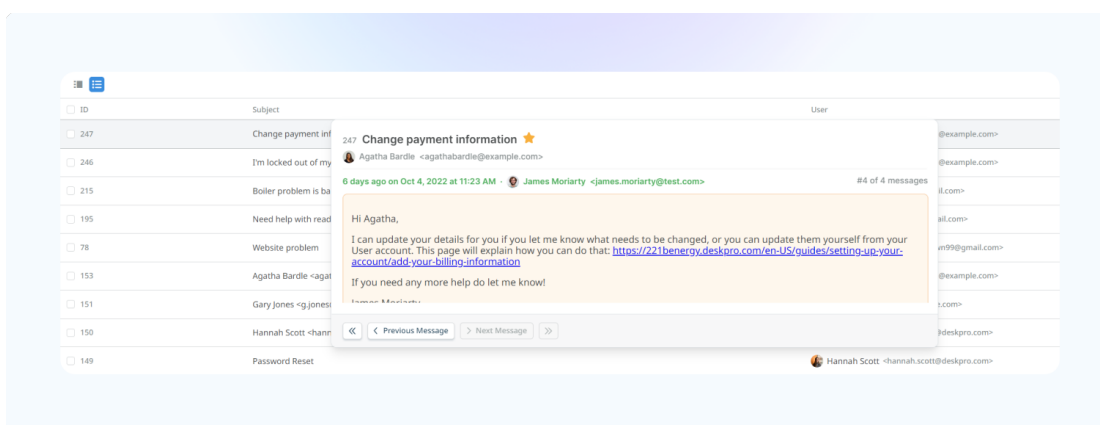 ID Subject User
247 Change payment inf @example.com>
246 I'm locked out of my @example.com>
215 Boiler problem is ba il.com>
195 Need help with read ail.com>
78 Website problem vn99@gmail.com>
153 Agatha Bardle <agat @example.com>
151 Gary Jones <g.jones .com>
150 Hannah Scott <hann @deskpro.com>
149 Password Reset Hannah Scott <hannah.scott@deskpro.com>
247 Change payment information
Agatha Bardle <agathabardle@example.com>
6 days ago on Oct 4, 2022 at 11:23 AM - James Moriarty <james.moriarty@test.com> #4 of 4 messages
Hi Agatha,
I can update your details for you if you let me know what needs to be changed, or you can update them yourself from your
User account. This page will explain how you can do that: https://221benergy.deskpro.com/en-US/guides/setting-up-your-
account/add-your-billing-information
If you need any more help do let me know!
James Moriarty
Previous Message Next Message